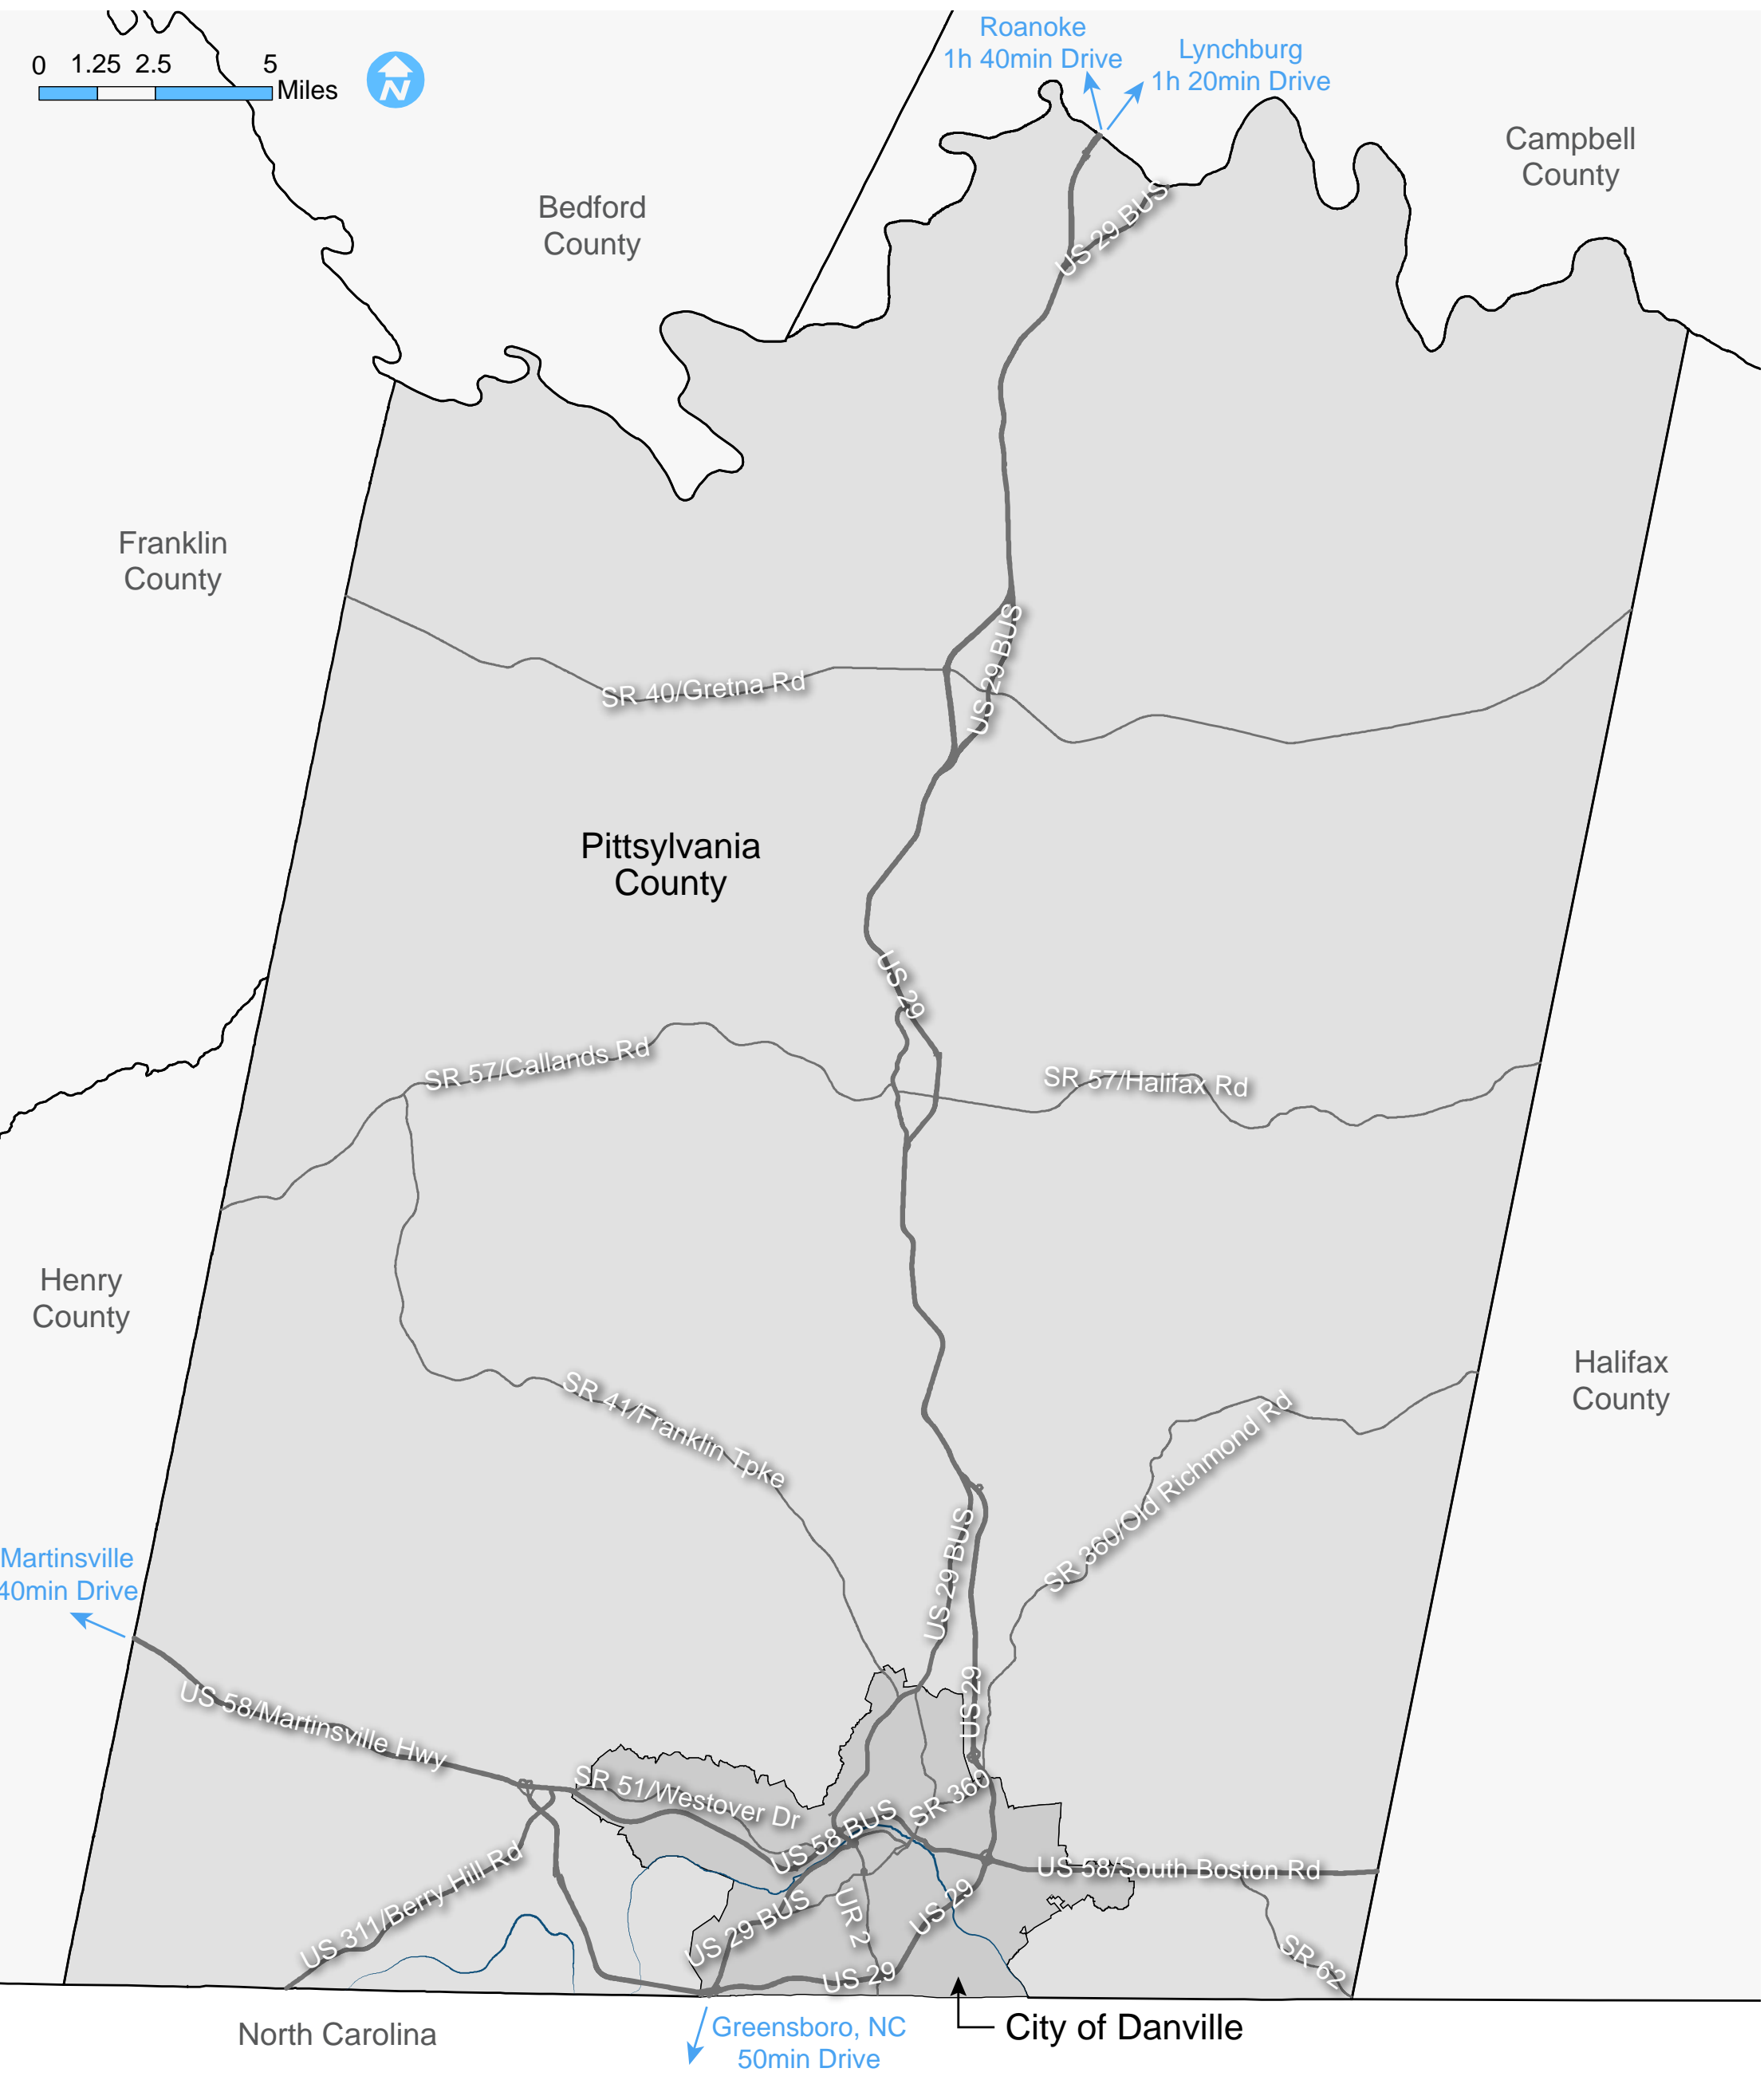 Roanoke
1h 40min Drive
Lynchburg
1h 20min Drive
0 1.25 2.5 5
Miles
N
Campbell
County
Bedford
County
US 29 BUS
Franklin
County
US 29 BUS
SR 40/Gretna Rd
Pittsylvania
County
US 29
SR 57/Callands Rd
SR 57/Halifax Rd
Henry
County
Halifax
County
SR 41/Franklin Tpke
SR 360/Old Richmond Rd
US 29 BUS
Martinsville
40min Drive
US 29
US 58/Martinsville Hwy
SR 51/Westover Dr
SR 360
US 58 BUS
US 58/South Boston Rd
US 311/Berry Hill Rd
US 29 BUS
UR 2
US 29
SR 62
US 29
City of Danville
North Carolina
Greensboro, NC
50min Drive